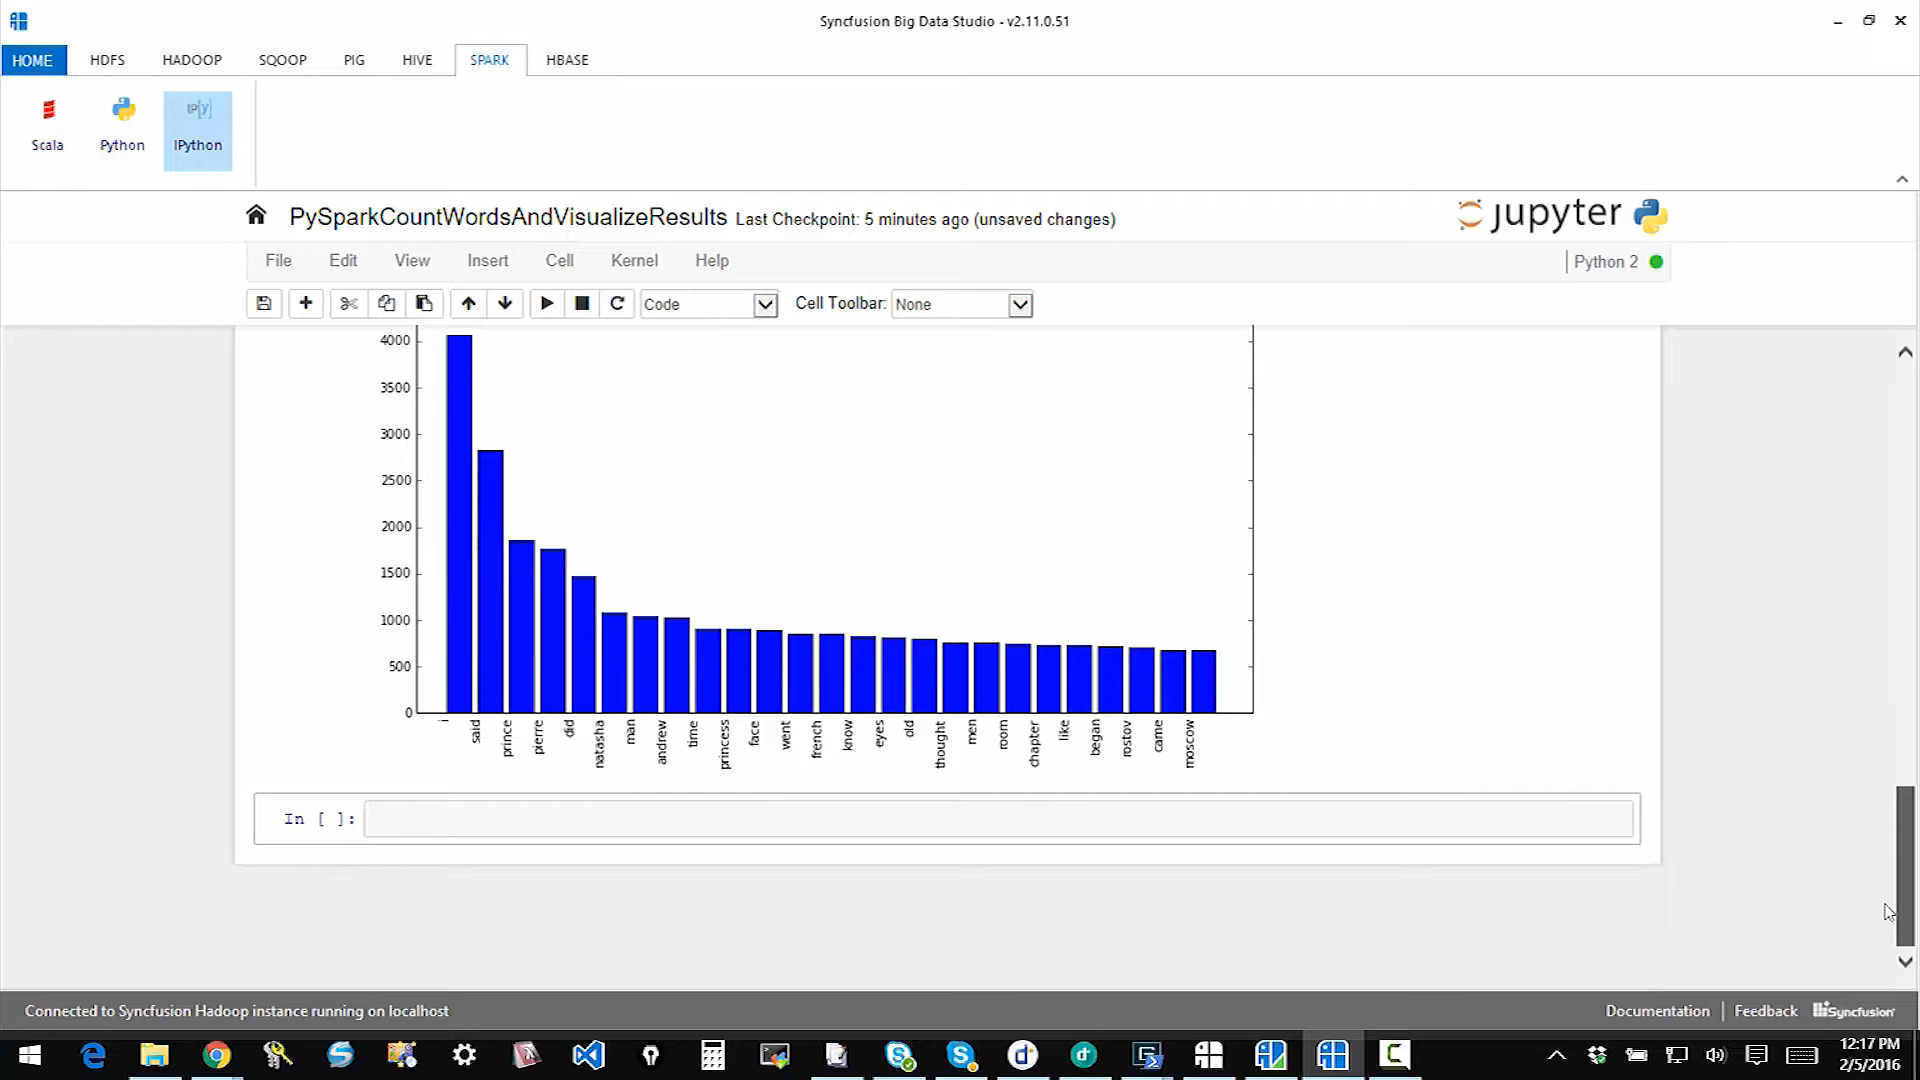 Syncfusion Big Data Studio - v2.11.0.51
HOME HDFS HADOOP SQOOP PIG HIVE SPARK HBASE
IP[y]
Scala Python IPython
PySparkCountWordsAndVisualizeResults Last Checkpoint: 5 minutes ago (unsaved changes) jupyter
File Edit View Insert Cell Kernel Help Python 2
Code Cell Toolbar: None
4000
3500
3000
2500
2000
1500
1000
500
0
i said prince pierre did natasha man andrew time princess face went french know eyes old thought men room chapter like began rostov came moscow
In [ ]:
Connected to Syncfusion Hadoop instance running on localhost Documentation | Feedback Syncfusion
12:17 PM
2/5/2016